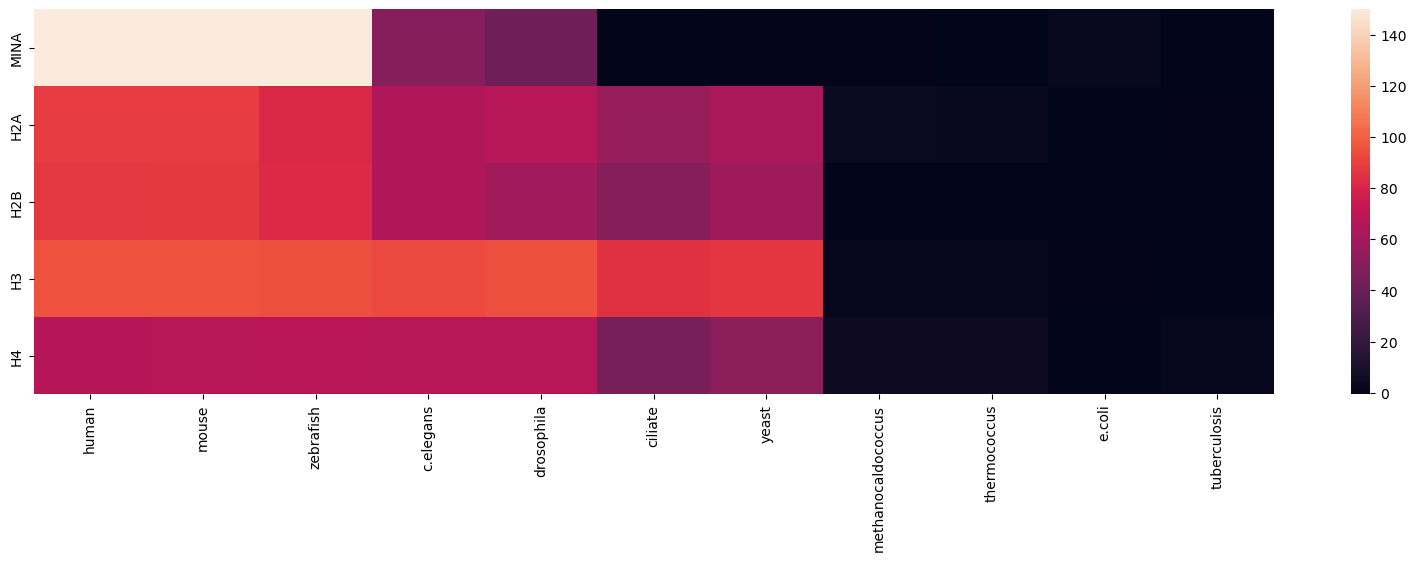 MINA
H2A
H2B
H3
H4
human
mouse
zebrafish
c.elegans
drosophila
ciliate
yeast
methanocaldococcus
thermococcus
e.coli
tuberculosis
140
120
100
80
60
40
20
0